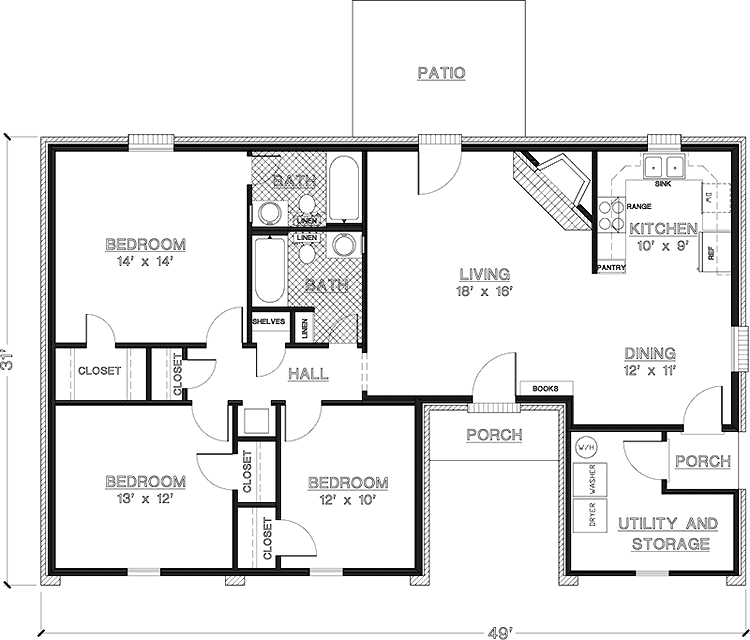 PATIO
BATH
LINEN
LINEN
BATH
BEDROOM
14' x 14'
SHELVES
LINEN
CLOSET
CLOSET
HALL
LIVING
18' x 16'
SINK
RANGE
DW
KITCHEN
10' x 9'
REF
PANTRY
DINING
12' x 11'
BOOKS
PORCH
PORCH
BEDROOM
13' x 12'
CLOSET
CLOSET
BEDROOM
12' x 10'
W/H
WASHER
DRYER
UTILITY AND
STORAGE
31'
49'